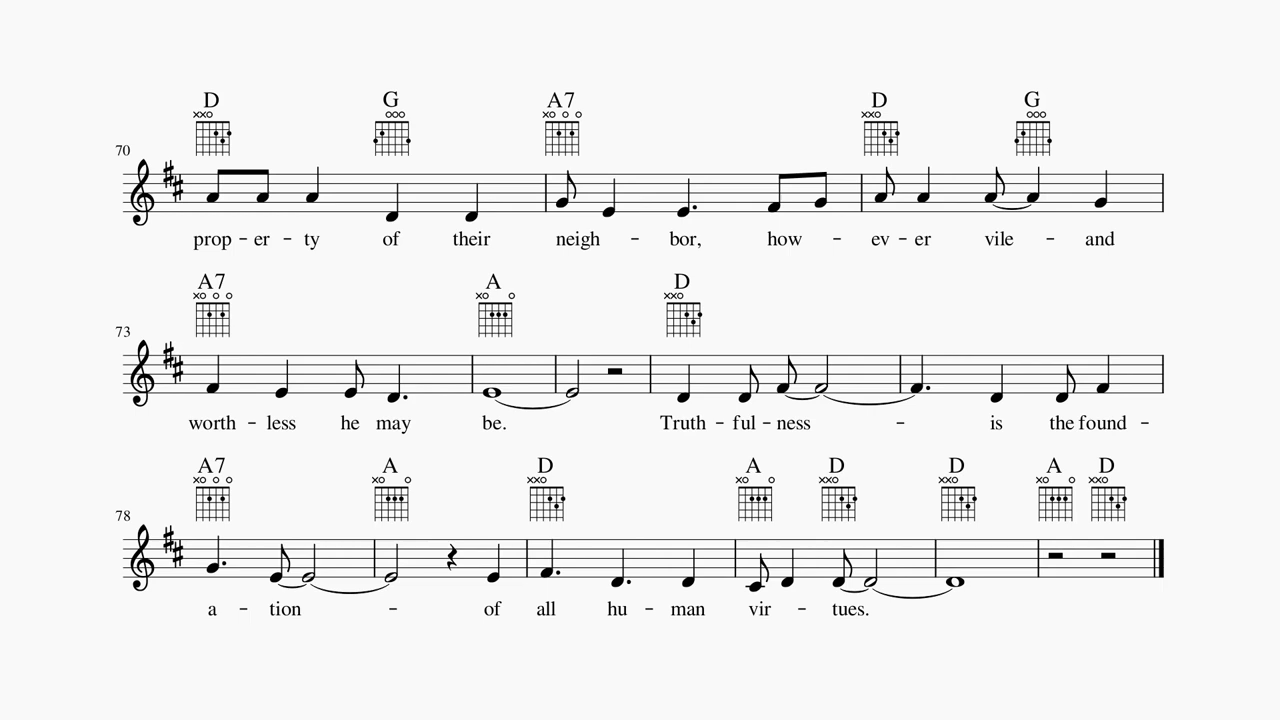 D G A7 D G
70
prop - er - ty of their neigh - bor, how - ev - er vile - and
A7 A D
73
worth - less he may be. Truth - ful - ness - is the found -
A7 A D A D D A D
78
a - tion - of all hu - man vir - tues.